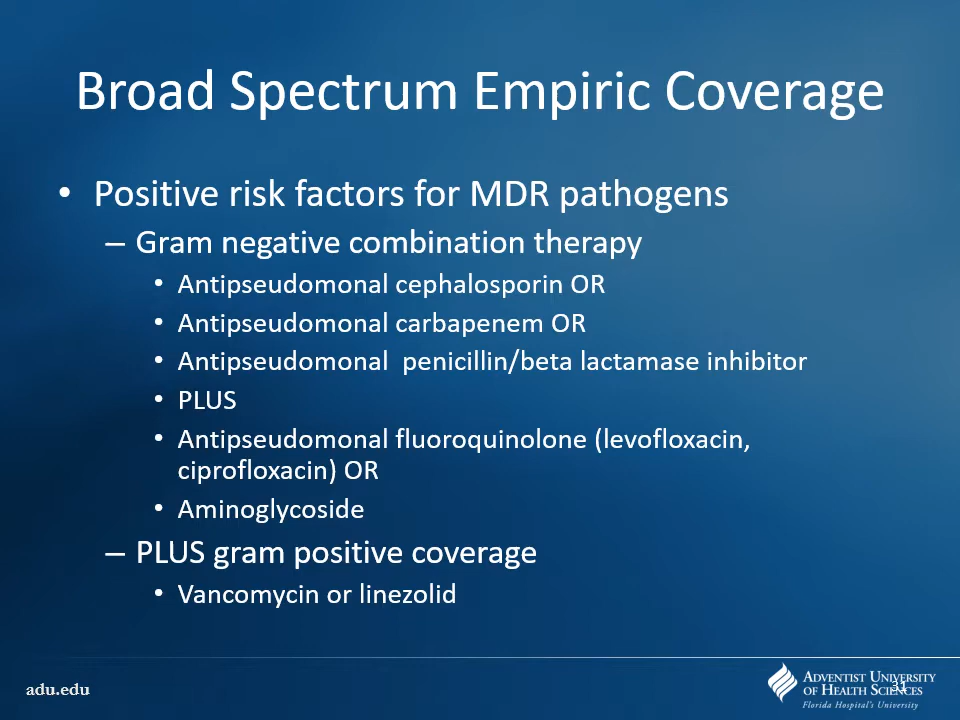 Broad Spectrum Empiric Coverage
• Positive risk factors for MDR pathogens
– Gram negative combination therapy
• Antipseudomonal cephalosporin OR
• Antipseudomonal carbapenem OR
• Antipseudomonal  penicillin/beta lactamase inhibitor
• PLUS
• Antipseudomonal fluoroquinolone (levofloxacin,
ciprofloxacin) OR
• Aminoglycoside
– PLUS gram positive coverage
• Vancomycin or linezolid
adu.edu
ADVENTIST UNIVERSITY
OF HEALTH SCIENCES
Florida Hospital's University
31